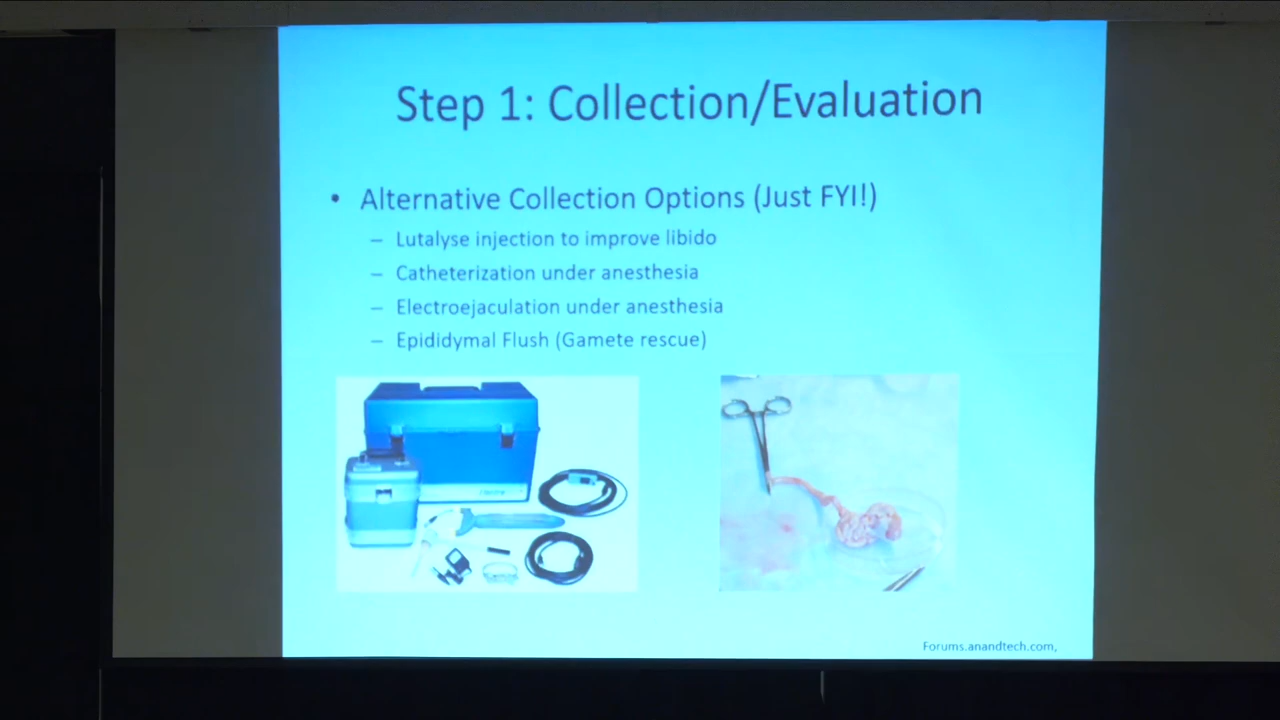 Step 1: Collection/Evaluation
• Alternative Collection Options (Just FYI!)
– Lutalyse injection to improve libido
– Catheterization under anesthesia
– Electroejaculation under anesthesia
– Epididymal Flush (Gamete rescue)
Forums.anandtech.com,